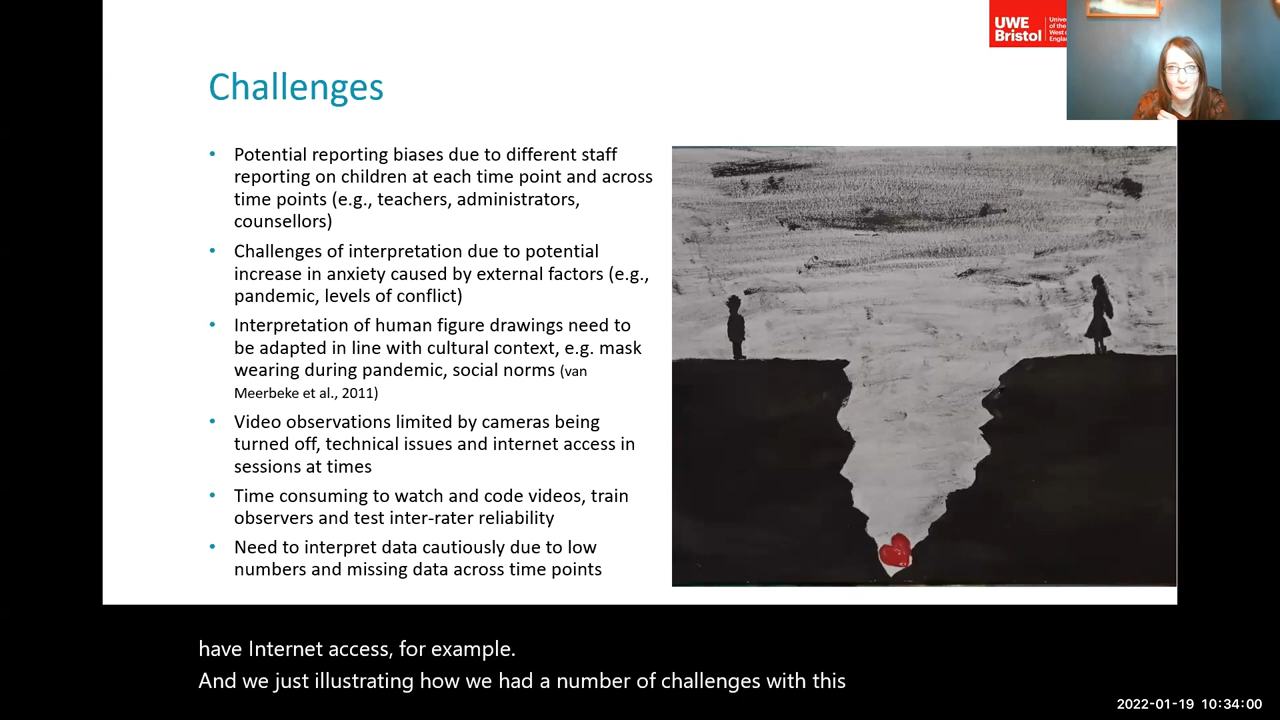 UWE
Bristol
Univer
of the
West o
Englan
Challenges
• Potential reporting biases due to different staff
reporting on children at each time point and across
time points (e.g., teachers, administrators,
counsellors)
• Challenges of interpretation due to potential
increase in anxiety caused by external factors (e.g.,
pandemic, levels of conflict)
• Interpretation of human figure drawings need to
be adapted in line with cultural context, e.g. mask
wearing during pandemic, social norms (van
Meerbeke et al., 2011)
• Video observations limited by cameras being
turned off, technical issues and internet access in
sessions at times
• Time consuming to watch and code videos, train
observers and test inter-rater reliability
• Need to interpret data cautiously due to low
numbers and missing data across time points
have Internet access, for example.
And we just illustrating how we had a number of challenges with this
2022-01-19 10:34:00